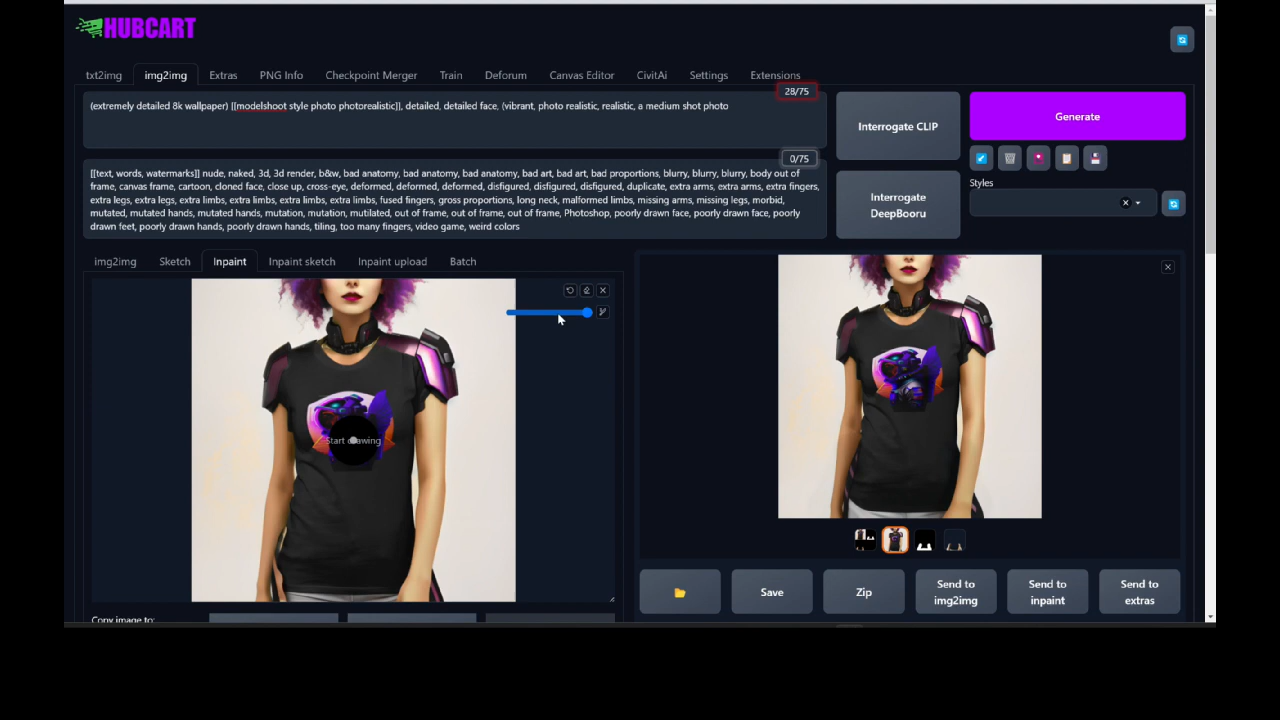 HUBCART
txt2img img2img Extras PNG Info Checkpoint Merger Train Deforum Canvas Editor CivitAi Settings Extensions
28/75
(extremely detailed 8k wallpaper) [[modelshoot style photo photorealistic]], detailed, detailed face, (vibrant, photo realistic, realistic, a medium shot photo
Interrogate CLIP
Generate
0/75
[[text, words, watermarks]] nude, naked, 3d, 3d render, b&w, bad anatomy, bad anatomy, bad anatomy, bad art, bad art, bad proportions, blurry, blurry, blurry, body out of
frame, canvas frame, cartoon, cloned face, close up, cross-eye, deformed, deformed, deformed, disfigured, disfigured, disfigured, duplicate, extra arms, extra arms, extra fingers,
extra legs, extra legs, extra limbs, extra limbs, extra limbs, extra limbs, fused fingers, gross proportions, long neck, malformed limbs, missing arms, missing legs, morbid,
mutated, mutated hands, mutated hands, mutation, mutation, mutilated, out of frame, out of frame, out of frame, Photoshop, poorly drawn face, poorly drawn face, poorly
drawn feet, poorly drawn hands, poorly drawn hands, tiling, too many fingers, video game, weird colors
Interrogate
DeepBooru
Styles
img2img Sketch Inpaint Inpaint sketch Inpaint upload Batch
Start drawing
Save
Zip
Send to
img2img
Send to
inpaint
Send to
extras
Copy image to: